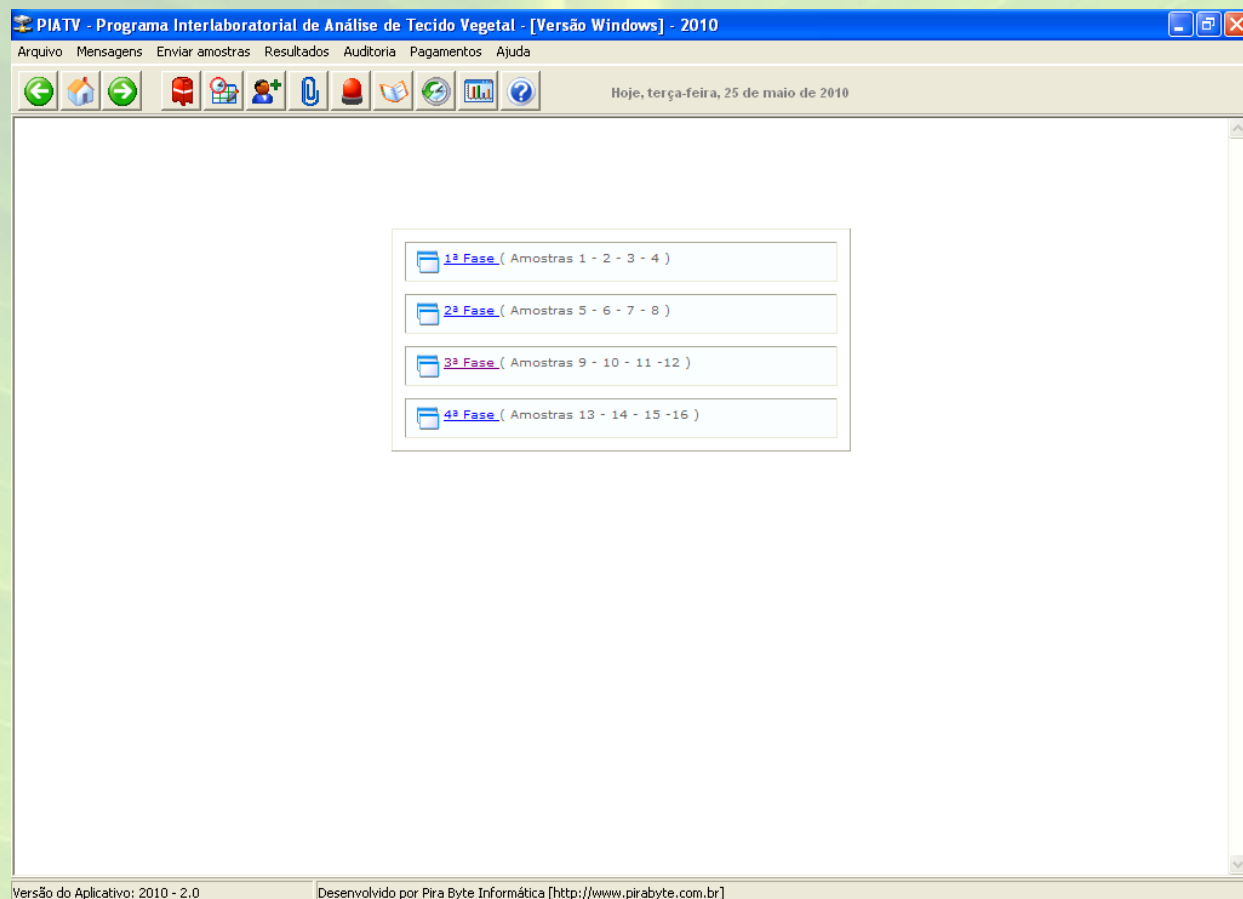 PIATV - Programa Interlaboratorial de Análise de Tecido Vegetal - [Versão Windows] - 2010
Arquivo Mensagens Enviar amostras Resultados Auditoria Pagamentos Ajuda
Hoje, terça-feira, 25 de maio de 2010
1ª Fase ( Amostras 1 - 2 - 3 - 4 )
2ª Fase ( Amostras 5 - 6 - 7 - 8 )
3ª Fase ( Amostras 9 - 10 - 11 -12 )
4ª Fase ( Amostras 13 - 14 - 15 -16 )
Versão do Aplicativo: 2010 - 2.0 Desenvolvido por Pira Byte Informática [http://www.pirabyte.com.br]